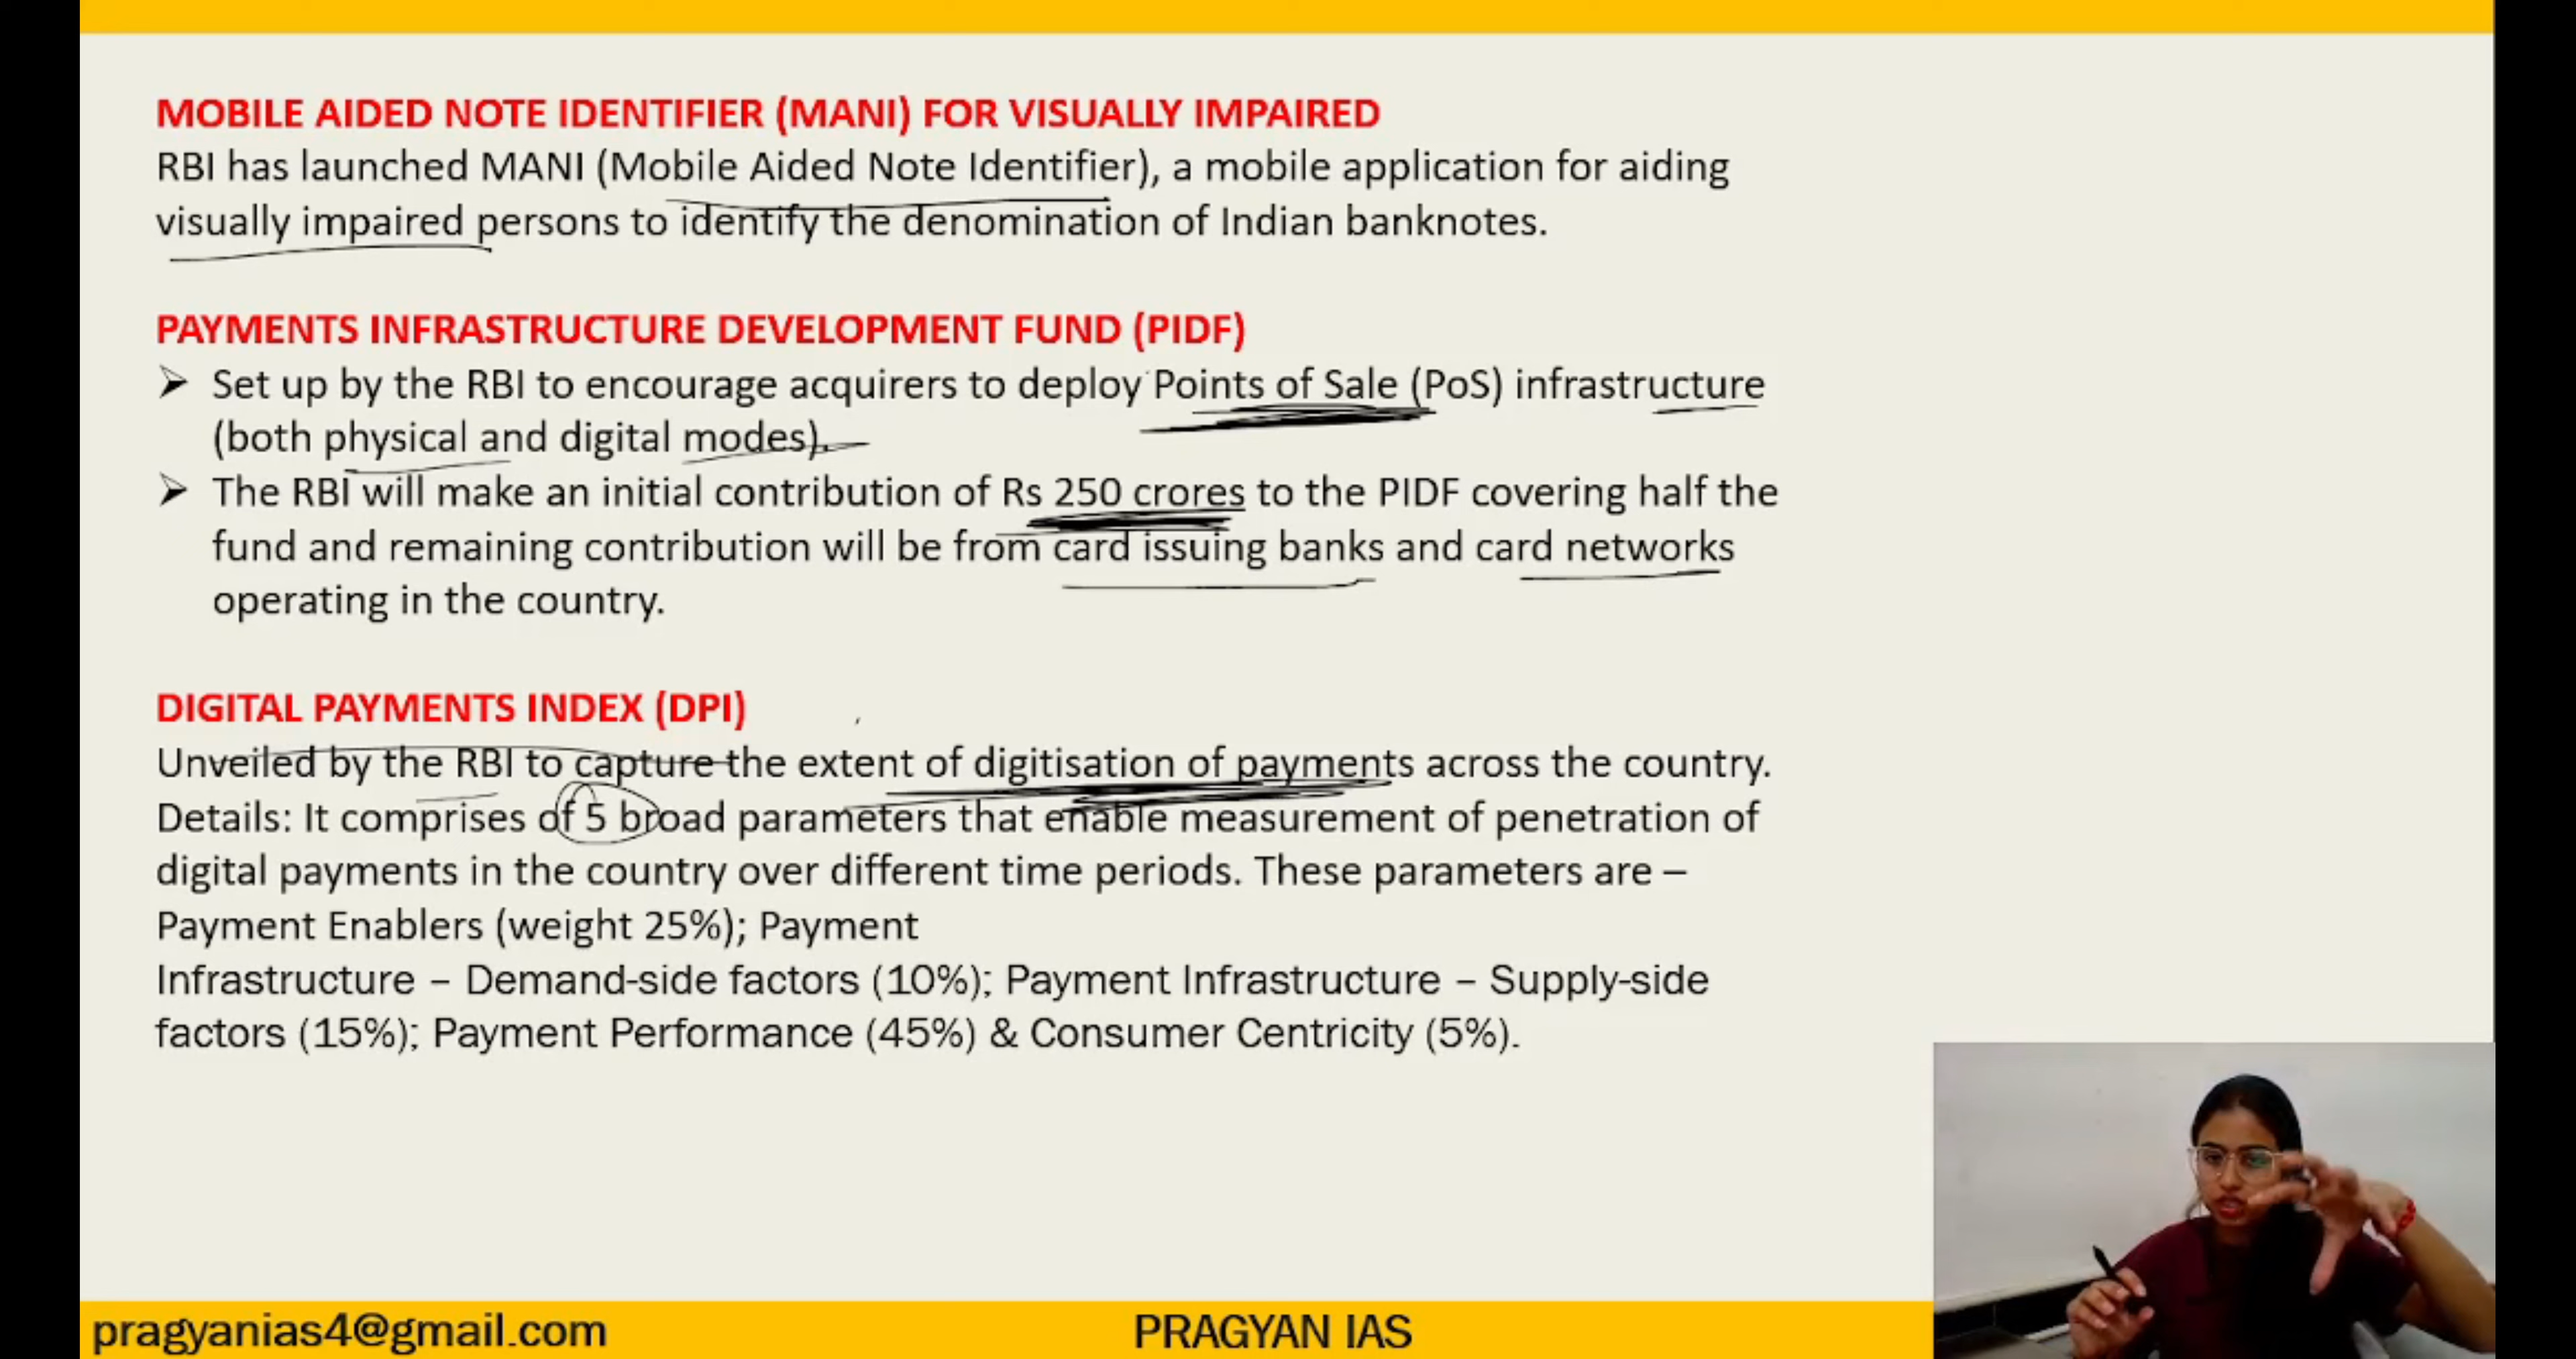 MOBILE AIDED NOTE IDENTIFIER (MANI) FOR VISUALLY IMPAIRED
RBI has launched MANI (Mobile Aided Note Identifier), a mobile application for aiding
visually impaired persons to identify the denomination of Indian banknotes.
PAYMENTS INFRASTRUCTURE DEVELOPMENT FUND (PIDF)
➢ Set up by the RBI to encourage acquirers to deploy Points of Sale (PoS) infrastructure
(both physical and digital modes).
➢ The RBI will make an initial contribution of Rs 250 crores to the PIDF covering half the
fund and remaining contribution will be from card issuing banks and card networks
operating in the country.
DIGITAL PAYMENTS INDEX (DPI)
Unveiled by the RBI to capture the extent of digitisation of payments across the country.
Details: It comprises of 5 broad parameters that enable measurement of penetration of
digital payments in the country over different time periods. These parameters are –
Payment Enablers (weight 25%); Payment
Infrastructure – Demand-side factors (10%); Payment Infrastructure – Supply-side
factors (15%); Payment Performance (45%) & Consumer Centricity (5%).
pragyanias4@gmail.com
PRAGYAN IAS